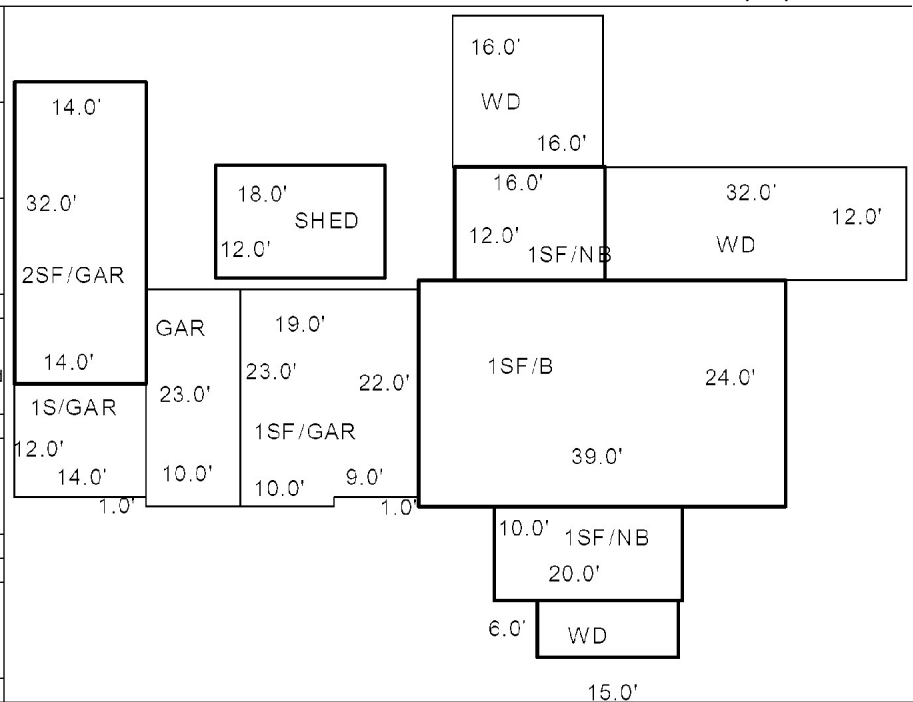 16.0'
WD
16.0'
14.0'
32.0'
2SF/GAR
14.0'
18.0'
SHED
12.0'
16.0'
12.0'
1SF/NB
32.0'
12.0'
WD
GAR
23.0'
10.0'
19.0'
23.0'
22.0'
1SF/GAR
10.0'
9.0'
1.0'
1S/GAR
12.0'
14.0'
1.0'
1SF/B
24.0'
39.0'
10.0'
1SF/NB
20.0'
6.0'
WD
15.0'